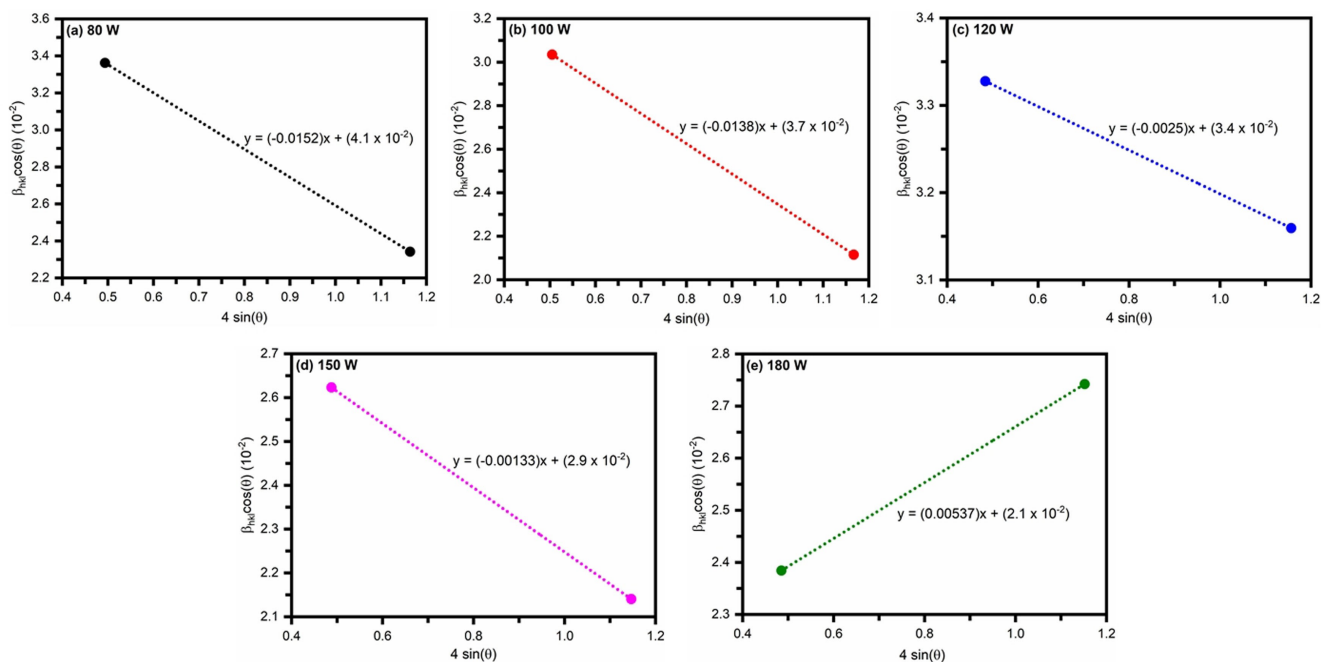 (a) 80 W
3.6
3.4
3.2
3.0
2.8
2.6
2.4
2.2
βhklcos(θ) (10-2)
y = (-0.0152)x + (4.1 x 10-2)
0.4 0.5 0.6 0.7 0.8 0.9 1.0 1.1 1.2
4 sin(θ)
(b) 100 W
3.2
3.0
2.8
2.6
2.4
2.2
2.0
βhklcos(θ) (10-2)
y = (-0.0138)x + (3.7 x 10-2)
0.4 0.5 0.6 0.7 0.8 0.9 1.0 1.1 1.2
4 sin(θ)
(c) 120 W
3.4
3.3
3.2
3.1
βhklcos(θ) (10-2)
y = (-0.0025)x + (3.4 x 10-2)
0.4 0.6 0.8 1.0 1.2
4 sin(θ)
(d) 150 W
2.7
2.6
2.5
2.4
2.3
2.2
2.1
βhklcos(θ) (10-2)
y = (-0.00133)x + (2.9 x 10-2)
0.4 0.6 0.8 1.0 1.2
4 sin(θ)
(e) 180 W
2.8
2.7
2.6
2.5
2.4
2.3
βhklcos(θ) (10-2)
y = (0.00537)x + (2.1 x 10-2)
0.4 0.6 0.8 1.0 1.2
4 sin(θ)